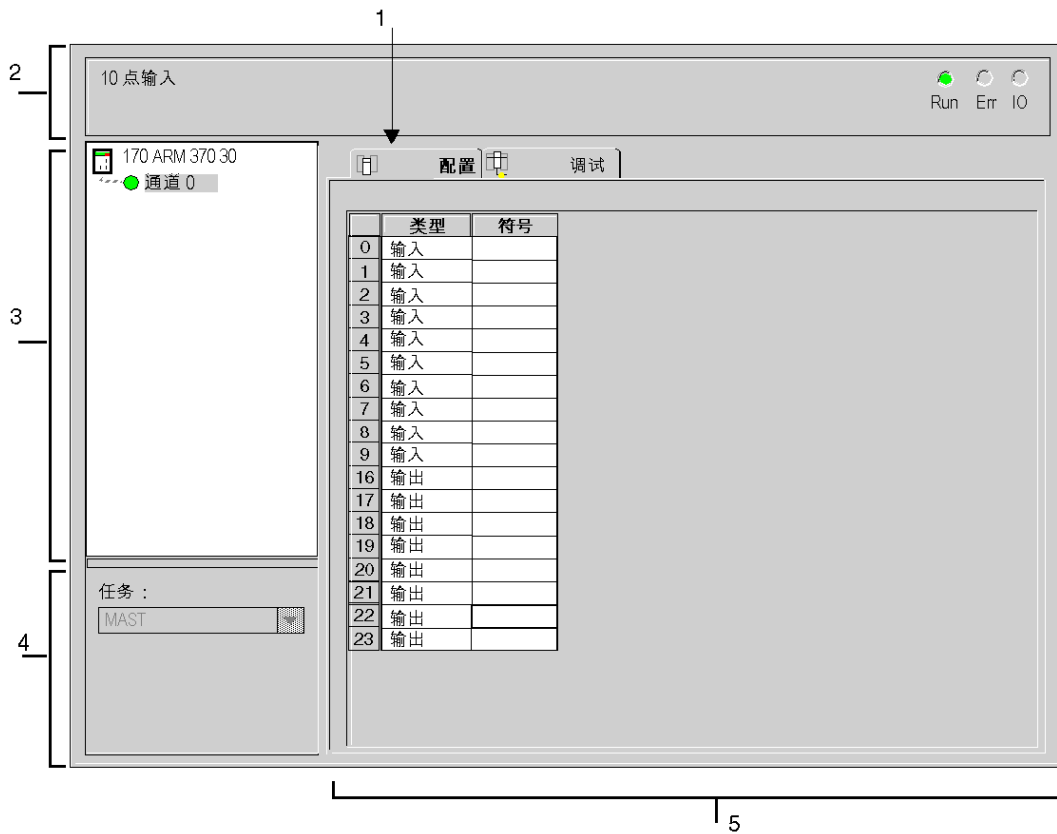 1
2
10 点输入
Run Err IO
3
170 ARM 370 30
通道 0
配置 调试
类型 符号
0 输入
1 输入
2 输入
3 输入
4 输入
5 输入
6 输入
7 输入
8 输入
9 输入
16 输出
17 输出
18 输出
19 输出
20 输出
21 输出
22 输出
23 输出
4
任务：
MAST
5